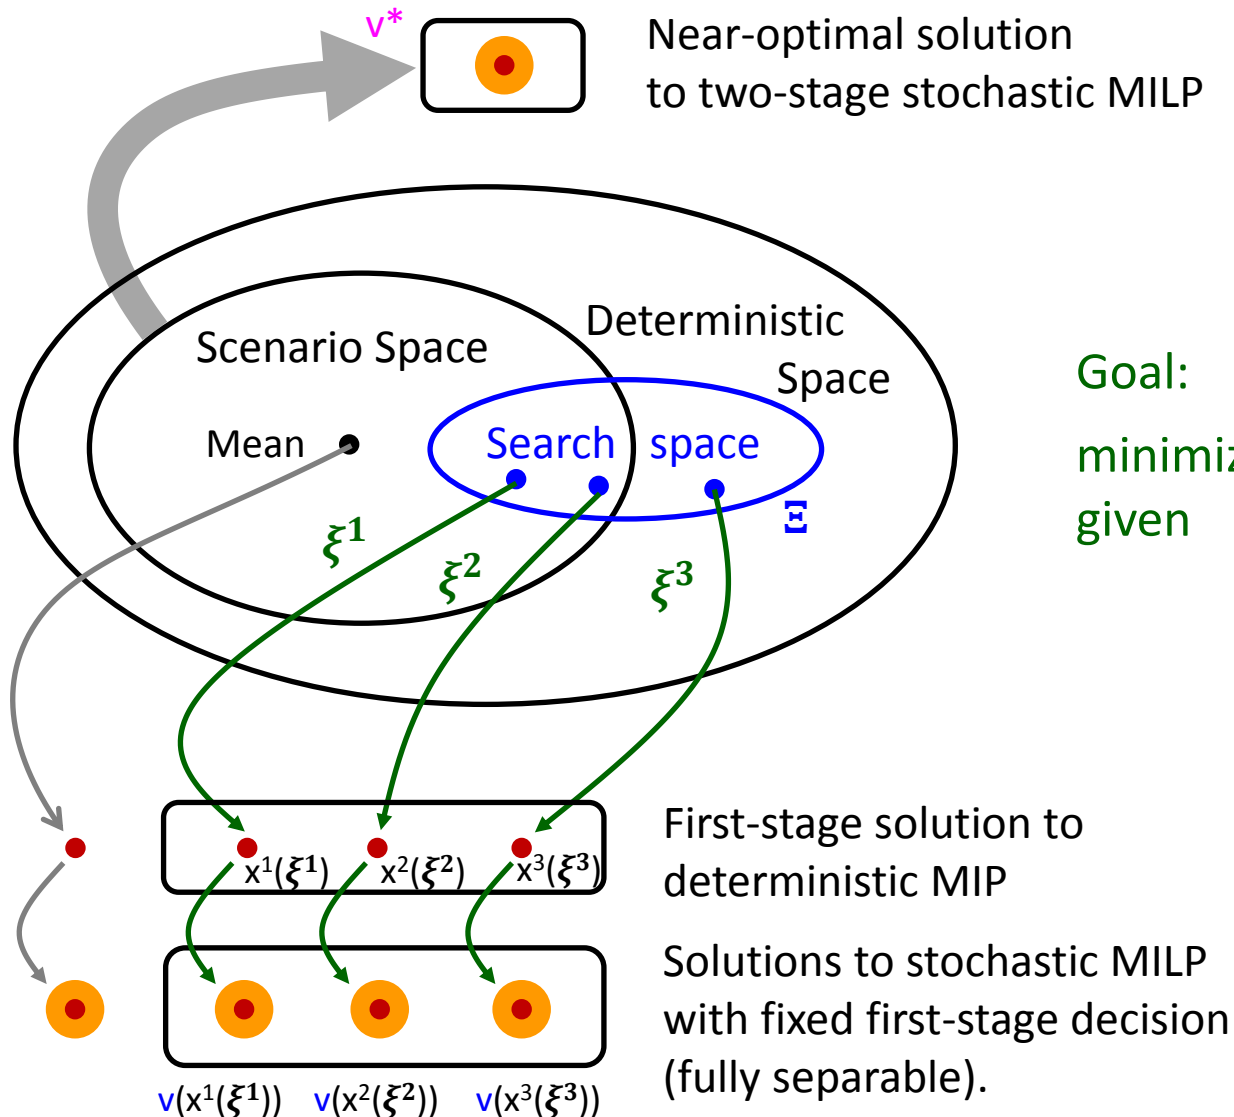 v*
Near-optimal solution
to two-stage stochastic MILP
Scenario Space
Deterministic
Space
Goal:
Mean
Search space
minimiz
Ξ
given
ξ¹
ξ²
ξ³
First-stage solution to
deterministic MIP
x¹(ξ¹)
x²(ξ²)
x³(ξ³)
Solutions to stochastic MILP
with fixed first-stage decision
(fully separable).
v(x¹(ξ¹))
v(x²(ξ²))
v(x³(ξ³))